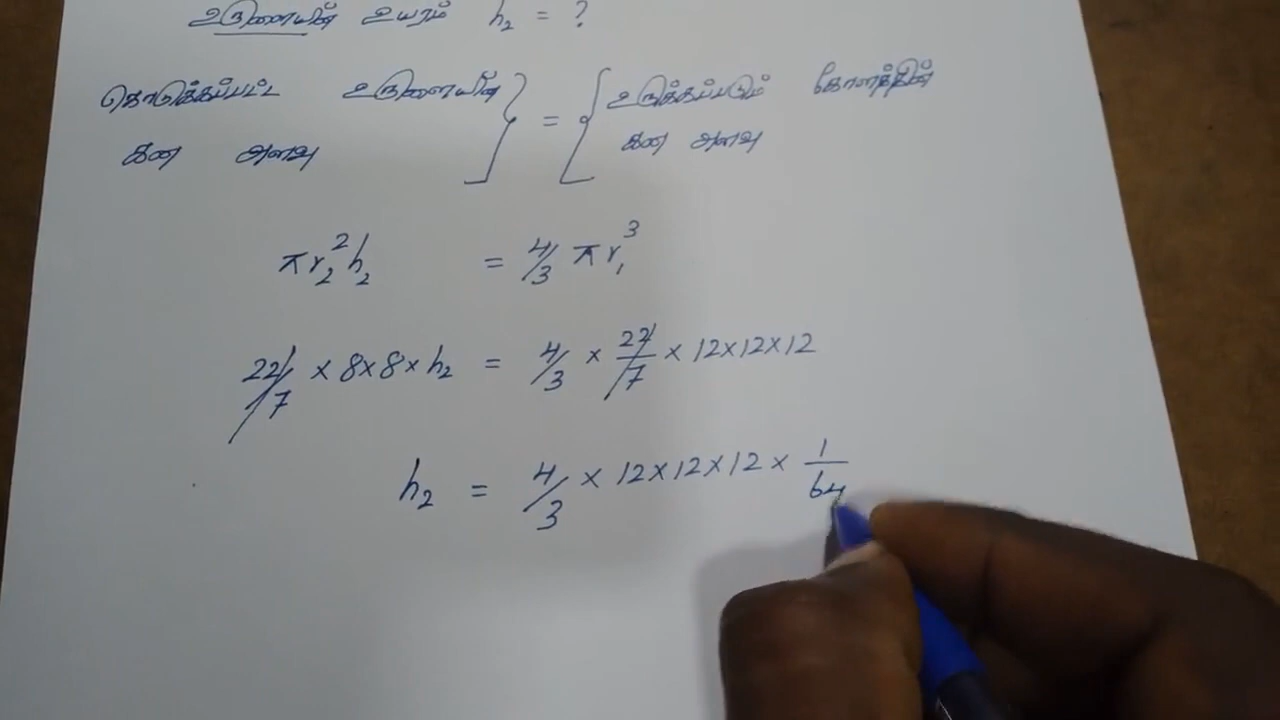 உருளையின் உயரம் h₂ = ?
கொடுக்கப்பட்ட உருளையின் } = { உருக்கப்படும் கோளத்தின்
கன அளவு கன அளவு
πr₂²h₂ = 4/3 πr₁³
22/7 × 8×8×h₂ = 4/3 × 22/7 × 12×12×12
h₂ = 4/3 × 12×12×12 × 1/64